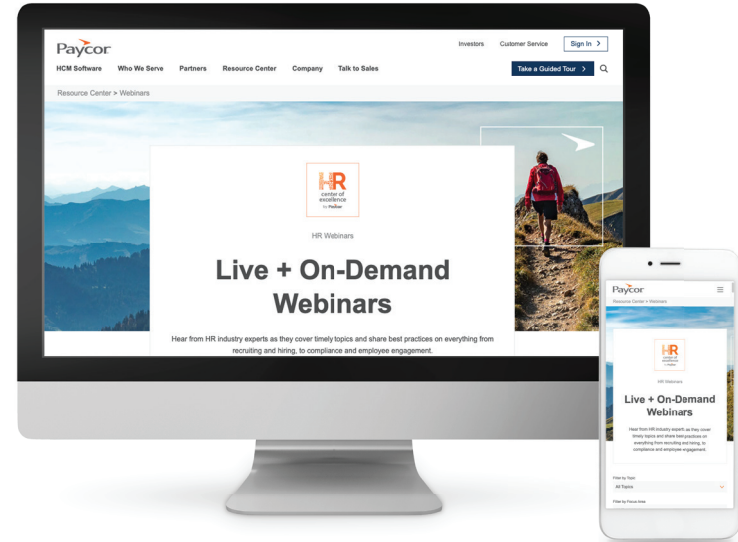 Paycor
Investors Customer Service Sign In >
HCM Software Who We Serve Partners Resource Center Company Talk to Sales Take a Guided Tour >
Resource Center > Webinars
HR
center of
excellence
by Paycor
HR Webinars
Live + On-Demand
Webinars
Hear from HR industry experts as they cover timely topics and share best practices on everything from
recruiting and hiring, to compliance and employee engagement.
Paycor
Resource Center > Webinars
HR
center of
excellence
by Paycor
HR Webinars
Live + On-Demand
Webinars
Hear from HR industry experts as they cover
timely topics and share best practices on
everything from recruiting and hiring, to
compliance and employee engagement.
Filter by Topic
All Topics
Filter by Focus Area